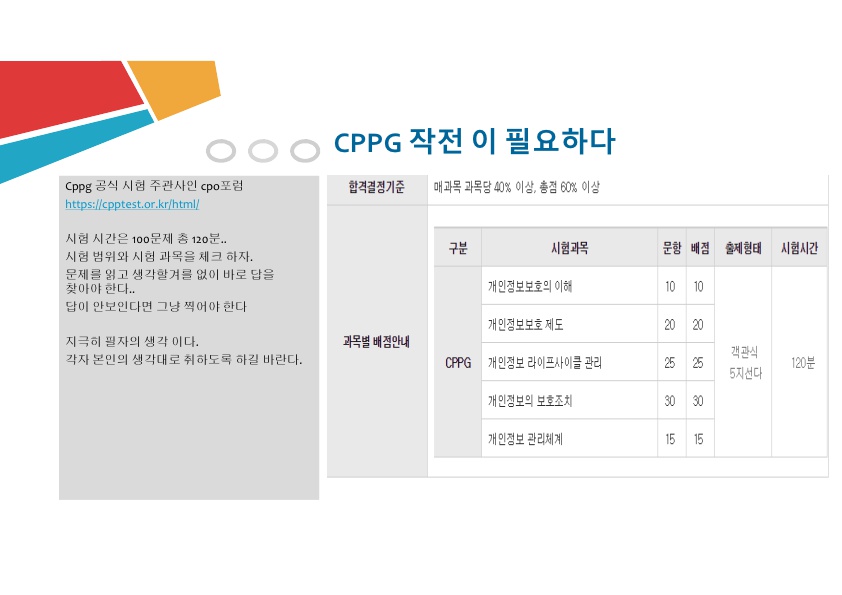 CPPG 작전 이 필요하다
Cppg 공식 시험 주관사인 cpo포럼
https://cpptest.or.kr/html/
시험 시간은 100문제 총 120분..
시험 범위와 시험 과목을 체크 하자.
문제를 읽고 생각할겨를 없이 바로 답을
찾아야 한다..
답이 안보인다면 그냥 찍어야 한다
지극히 필자의 생각 이다.
각자 본인의 생각대로 취하도록 하길 바란다.
합격결정기준 매과목 과목당 40% 이상, 총점 60% 이상
과목별 배점안내
구분 시험과목 문항 배점 출제형태 시험시간
CPPG
개인정보보호의 이해 10 10
개인정보보호 제도 20 20
개인정보 라이프사이클 관리 25 25
개인정보의 보호조치 30 30
개인정보 관리체계 15 15
객관식
5지선다
120분